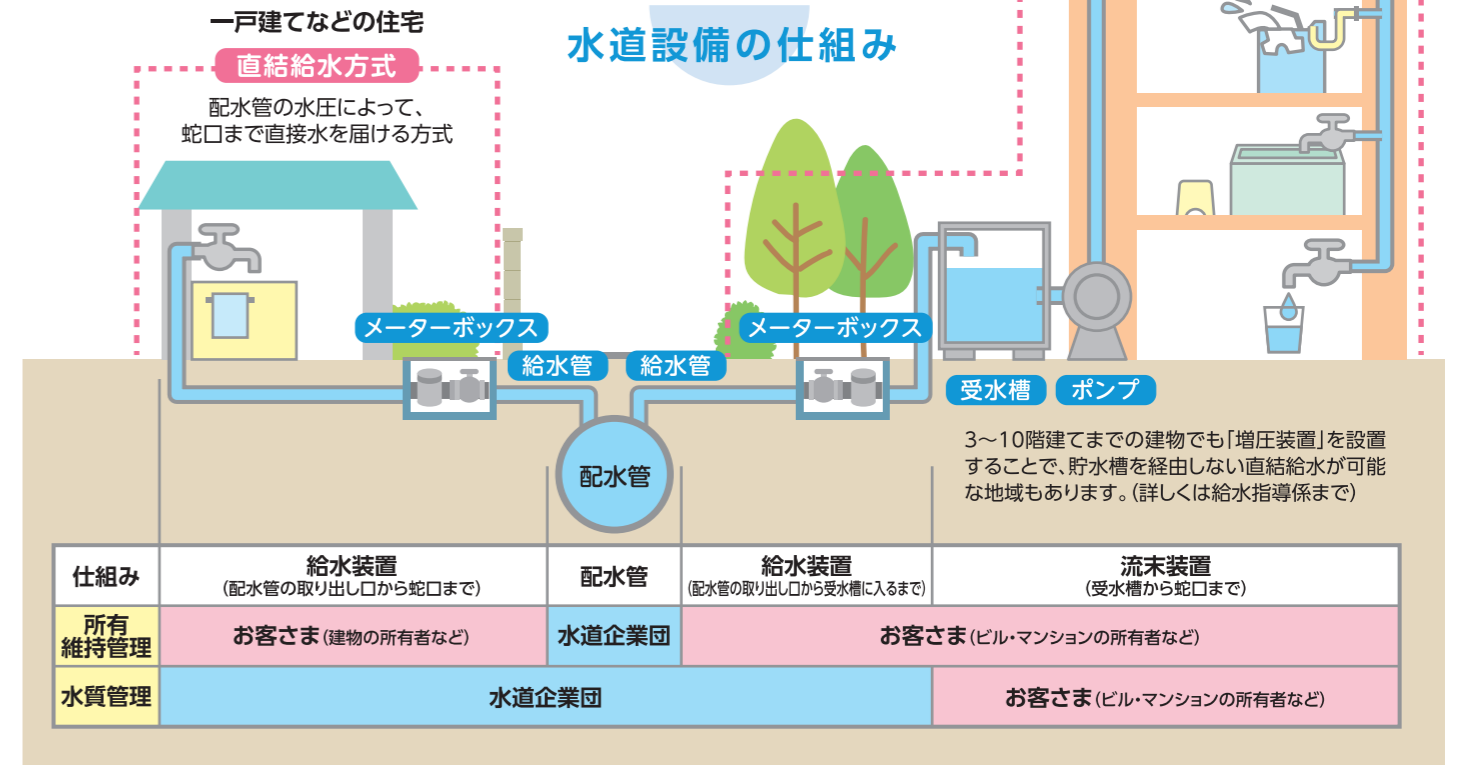 一戸建てなどの住宅
直結給水方式
配水管の水圧によって、
蛇口まで直接水を届ける方式
水道設備の仕組み
メーターボックス
給水管
給水管
メーターボックス
受水槽
ポンプ
配水管
3〜10階建てまでの建物でも「増圧装置」を設置
することで、貯水槽を経由しない直結給水が可能
な地域もあります。(詳しくは給水指導係まで)
仕組み
給水装置
(配水管の取り出し口から蛇口まで)
配水管
給水装置
(配水管の取り出し口から受水槽に入るまで)
流末装置
(受水槽から蛇口まで)
所有
維持管理
お客さま(建物の所有者など)
水道企業団
お客さま(ビル・マンションの所有者など)
水質管理
水道企業団
お客さま(ビル・マンションの所有者など)